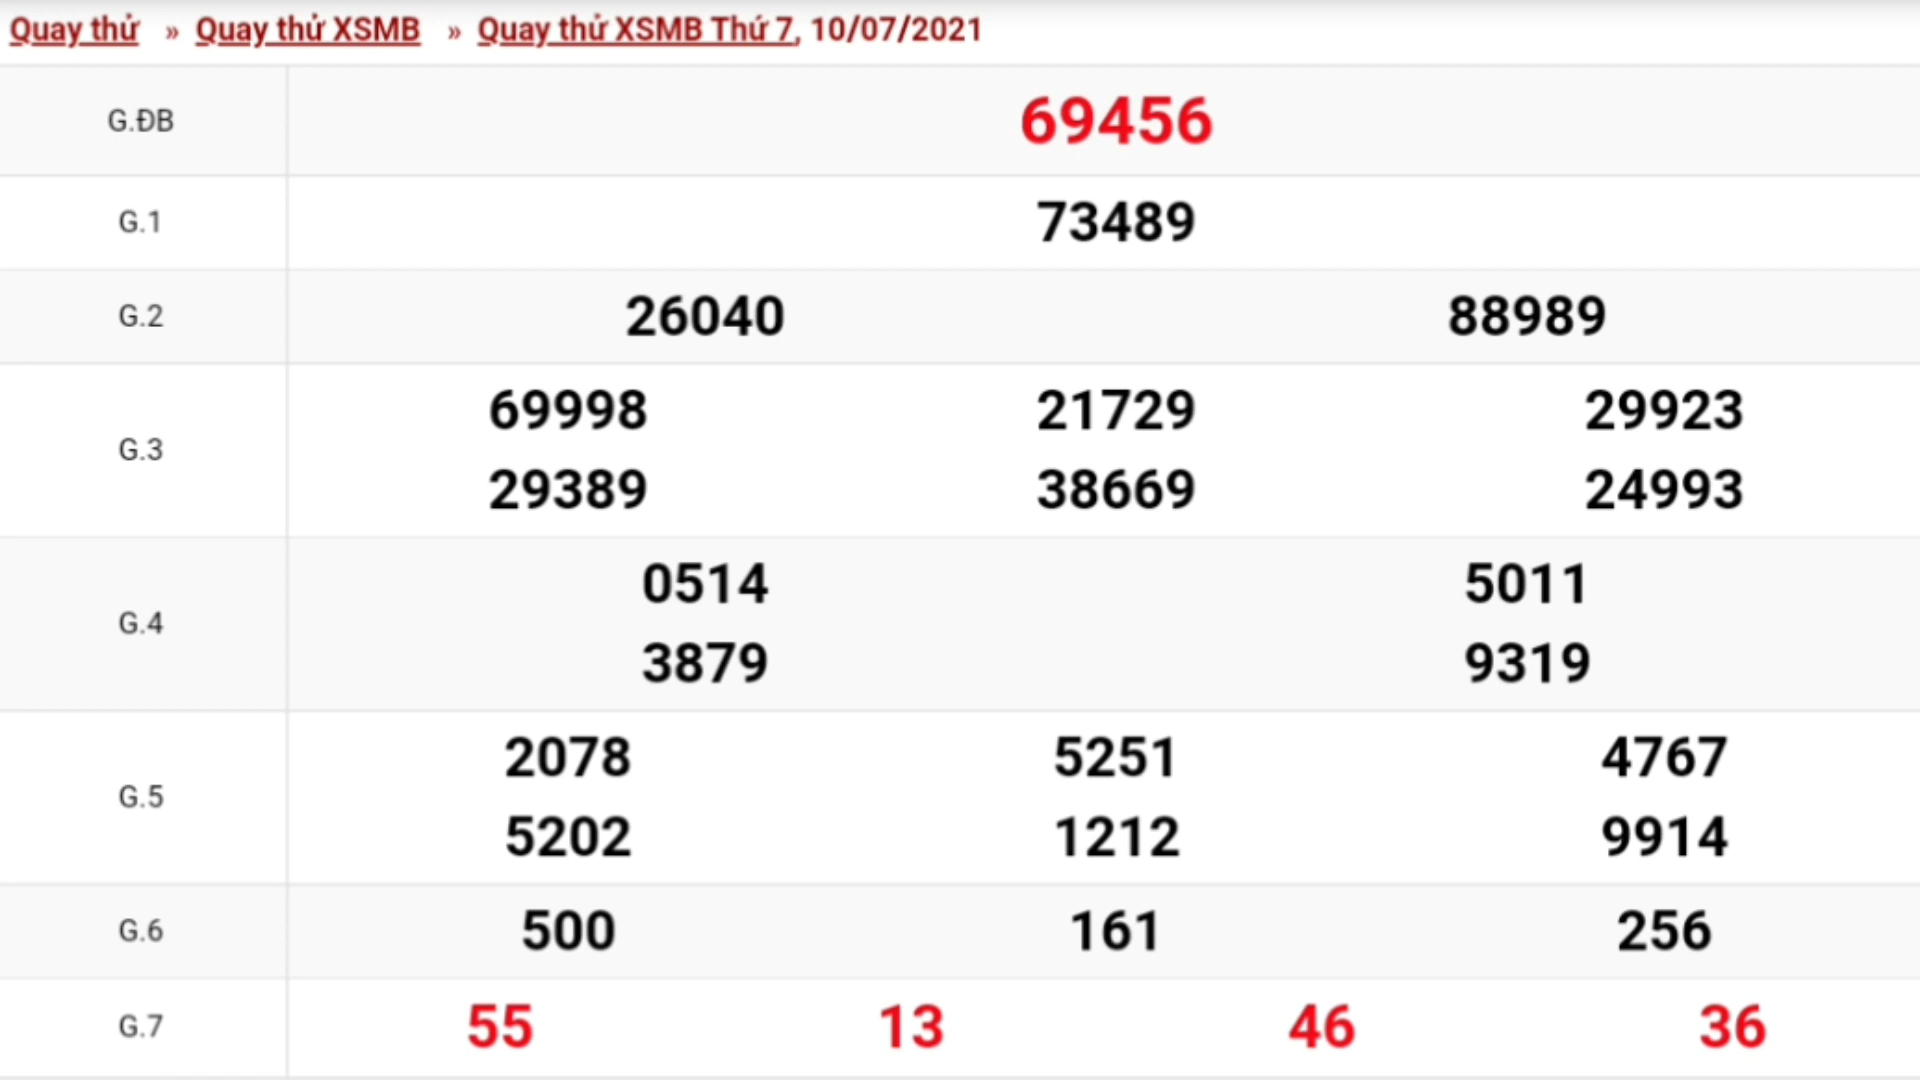 Quay thử » Quay thử XSMB » Quay thử XSMB Thứ 7, 10/07/2021
G.ĐB 69456
G.1 73489
G.2 26040 88989
69998 21729 29923
G.3
29389 38669 24993
0514 5011
G.4
3879 9319
2078 5251 4767
G.5
5202 1212 9914
G.6 500 161 256
G.7 55 13 46 36